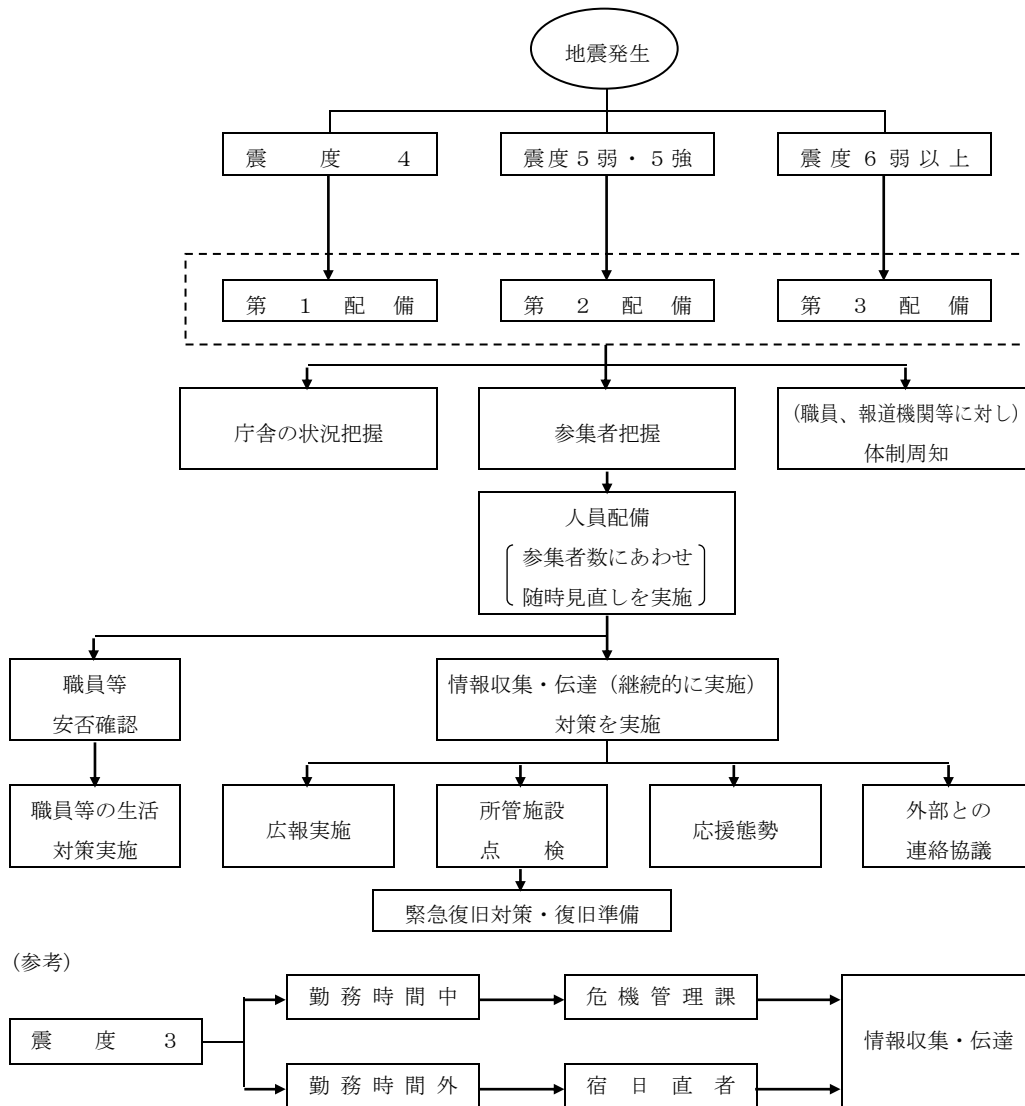 地震発生
震度４
震度５弱・５強
震度６弱以上
第１配備
第２配備
第３配備
庁舎の状況把握
参集者把握
（職員、報道機関等に対し）
体制周知
人員配備
参集者数にあわせ
随時見直しを実施
職員等
安否確認
情報収集・伝達（継続的に実施）
対策を実施
職員等の生活
対策実施
広報実施
所管施設
点検
応援態勢
外部との
連絡協議
緊急復旧対策・復旧準備
（参考）
震度３
勤務時間中
危機管理課
情報収集・伝達
勤務時間外
宿日直者